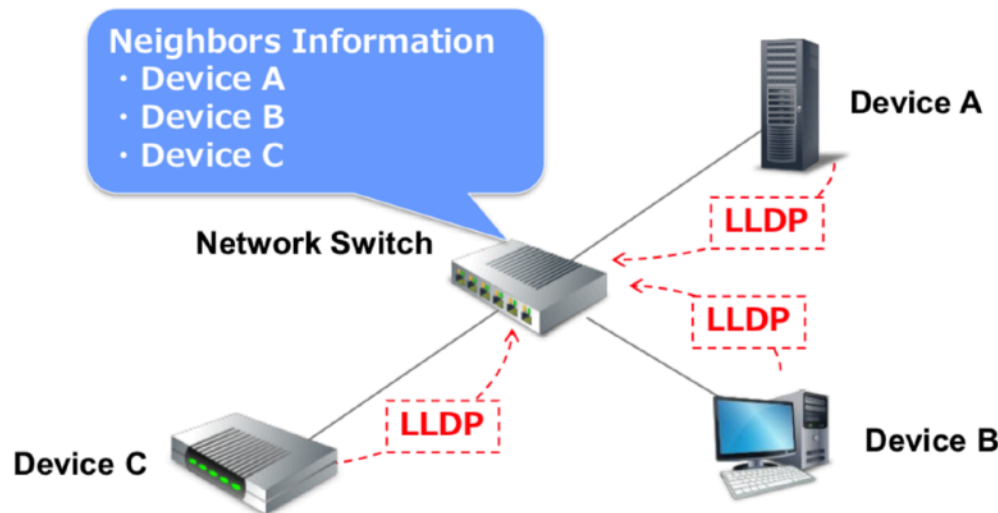 Neighbors Information
・Device A
・Device B
・Device C
Device A
LLDP
Network Switch
LLDP
LLDP
Device B
Device C